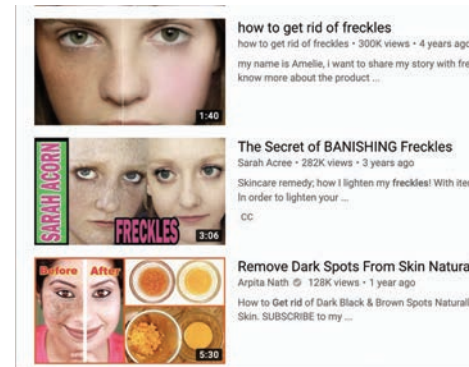 how to get rid of freckles
how to get rid of freckles • 300K views • 4 years ago
my name is Amelie, i want to share my story with fre
know more about the product ...
1:40
The Secret of BANISHING Freckles
Sarah Acree • 282K views • 3 years ago
Skincare remedy; how I lighten my freckles! With iter
In order to lighten your ...
CC
SARAH ACORN
FRECKLES
3:06
Remove Dark Spots From Skin Natura
Arpita Nath • 128K views • 1 year ago
How to Get rid of Dark Black & Brown Spots Natural
Skin. SUBSCRIBE to my ...
Before After
5:30